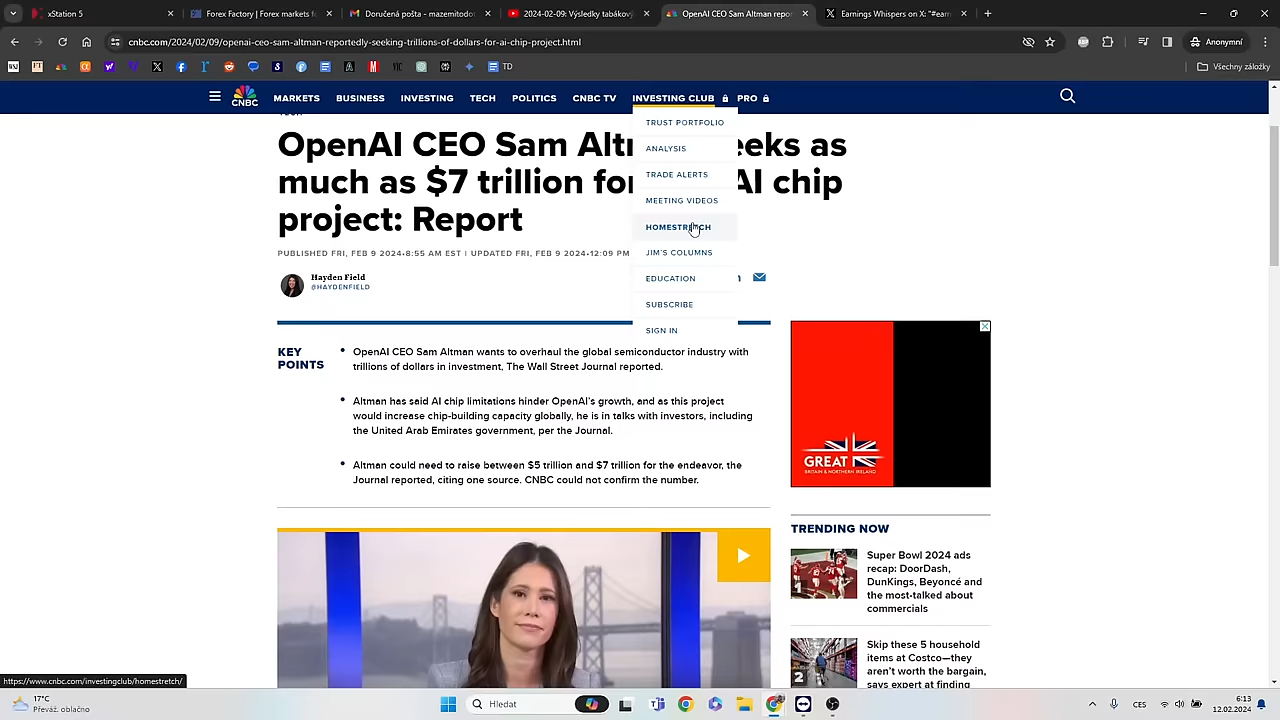 xStation 5
Forex Factory | Forex markets f
Doručená pošta - mazemitodo
2024-02-09: Výsledky tabákový
OpenAI CEO Sam Altman repor
Earnings Whispers on X: "#earn
cnbc.com/2024/02/09/openai-ceo-sam-altman-reportedly-seeking-trillions-of-dollars-for-ai-chip-project.html
Anonymní
TD
Všechny záložky
CNBC
MARKETS
BUSINESS
INVESTING
TECH
POLITICS
CNBC TV
INVESTING CLUB
PRO
TRUST PORTFOLIO
ANALYSIS
TRADE ALERTS
MEETING VIDEOS
HOMESTRETCH
JIM'S COLUMNS
EDUCATION
SUBSCRIBE
SIGN IN
TECH
OpenAI CEO Sam Altm eeks as
much as $7 trillion for AI chip
project: Report
PUBLISHED FRI, FEB 9 2024•8:55 AM EST | UPDATED FRI, FEB 9 2024•12:09 PM
Hayden Field
@HAYDENFIELD
KEY
POINTS
OpenAI CEO Sam Altman wants to overhaul the global semiconductor industry with
trillions of dollars in investment, The Wall Street Journal reported.
Altman has said AI chip limitations hinder OpenAI's growth, and as this project
would increase chip-building capacity globally, he is in talks with investors, including
the United Arab Emirates government, per the Journal.
Altman could need to raise between $5 trillion and $7 trillion for the endeavor, the
Journal reported, citing one source. CNBC could not confirm the number.
GREAT
BRITAIN & NORTHERN IRELAND
TRENDING NOW
Super Bowl 2024 ads
recap: DoorDash,
DunKings, Beyoncé and
the most-talked about
commercials
2
Skip these 5 household
items at Costco—they
aren't worth the bargain,
says expert at finding
https://www.cnbc.com/investingclub/homestretch/
17°C
Převáž. oblačno
Hledat
CES
6:13
12.02.2024